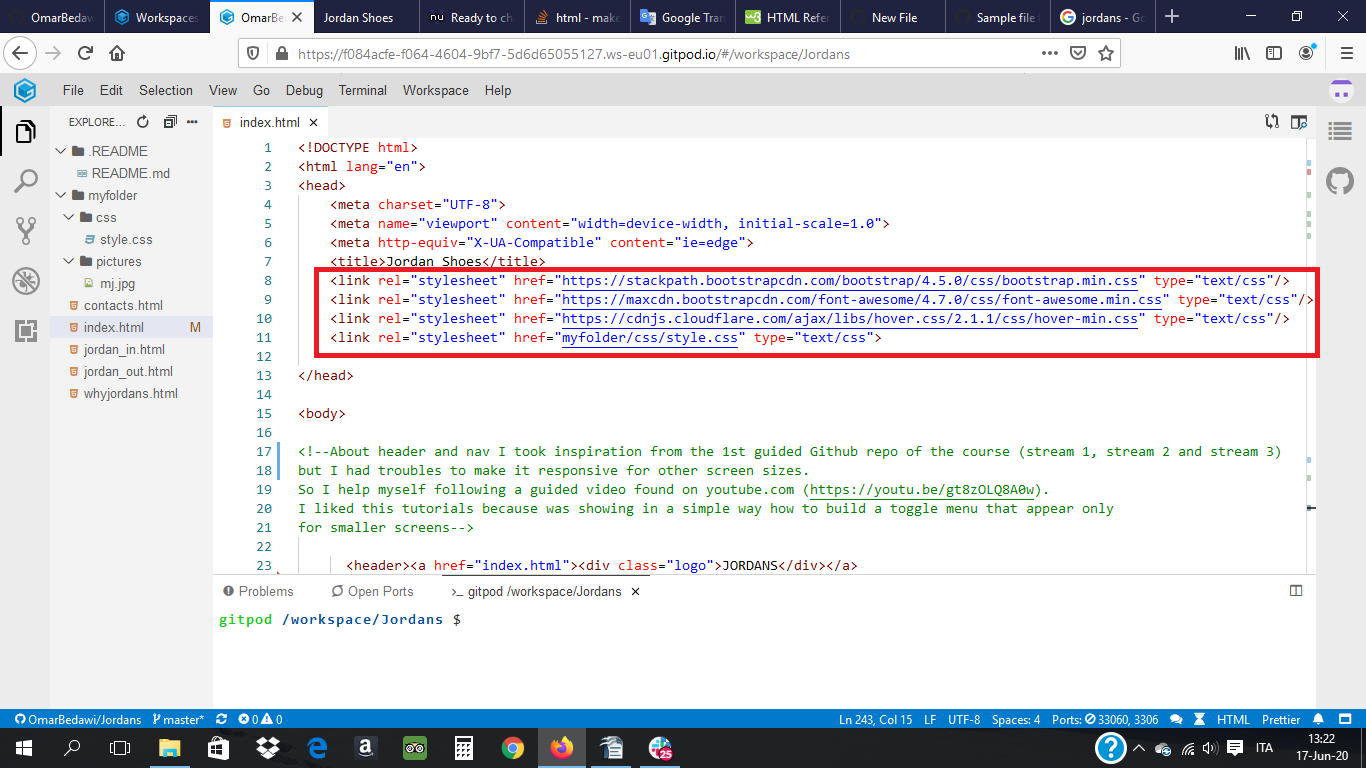 OmarBedaw
Workspaces
OmarBe
Jordan Shoes
Ready to ch
html - make
Google Tran
HTML Refer
New File
Sample file
jordans - Go
https://f084acfe-f064-4604-9bf7-5d6d65055127.ws-eu01.gitpod.io/#/workspace/Jordans
File Edit Selection View Go Debug Terminal Workspace Help
EXPLORE...
index.html
.README
README.md
myfolder
css
style.css
pictures
mj.jpg
contacts.html
index.html M
jordan_in.html
jordan_out.html
whyjordans.html
1 <!DOCTYPE html>
2 <html lang="en">
3 <head>
4 <meta charset="UTF-8">
5 <meta name="viewport" content="width=device-width, initial-scale=1.0">
6 <meta http-equiv="X-UA-Compatible" content="ie=edge">
7 <title>Jordan Shoes</title>
8 <link rel="stylesheet" href="https://stackpath.bootstrapcdn.com/bootstrap/4.5.0/css/bootstrap.min.css" type="text/css"/>
9 <link rel="stylesheet" href="https://maxcdn.bootstrapcdn.com/font-awesome/4.7.0/css/font-awesome.min.css" type="text/css"/>
10 <link rel="stylesheet" href="https://cdnjs.cloudflare.com/ajax/libs/hover.css/2.1.1/css/hover-min.css" type="text/css"/>
11 <link rel="stylesheet" href="myfolder/css/style.css" type="text/css">
12
13 </head>
14
15 <body>
16
17 <!--About header and nav I took inspiration from the 1st guided Github repo of the course (stream 1, stream 2 and stream 3)
18 but I had troubles to make it responsive for other screen sizes.
19 So I help myself following a guided video found on youtube.com (https://youtu.be/gt8zOLQ8A0w).
20 I liked this tutorials because was showing in a simple way how to build a toggle menu that appear only
21 for smaller screens-->
22
23 <header><a href="index.html"><div class="logo">JORDANS</div></a>
Problems
Open Ports
gitpod /workspace/Jordans
gitpod /workspace/Jordans $
OmarBedawi/Jordans
master*
0 0
Ln 243, Col 15
LF
UTF-8
Spaces: 4
Ports: 33060, 3306
HTML
Prettier
25
ITA
13:22
17-Jun-20